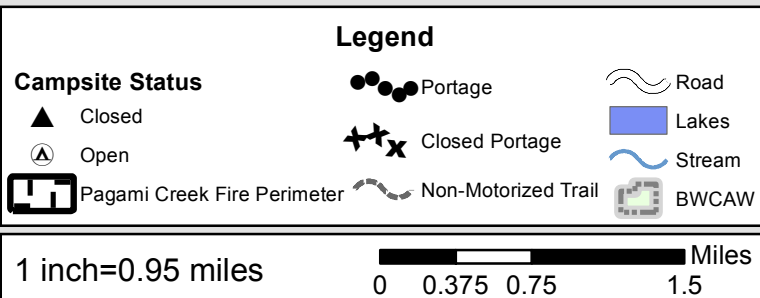 Legend
Campsite Status
Closed
Open
Pagami Creek Fire Perimeter
Portage
Closed Portage
Non-Motorized Trail
Road
Lakes
Stream
BWCAW
1 inch=0.95 miles
Miles
0 0.375 0.75 1.5